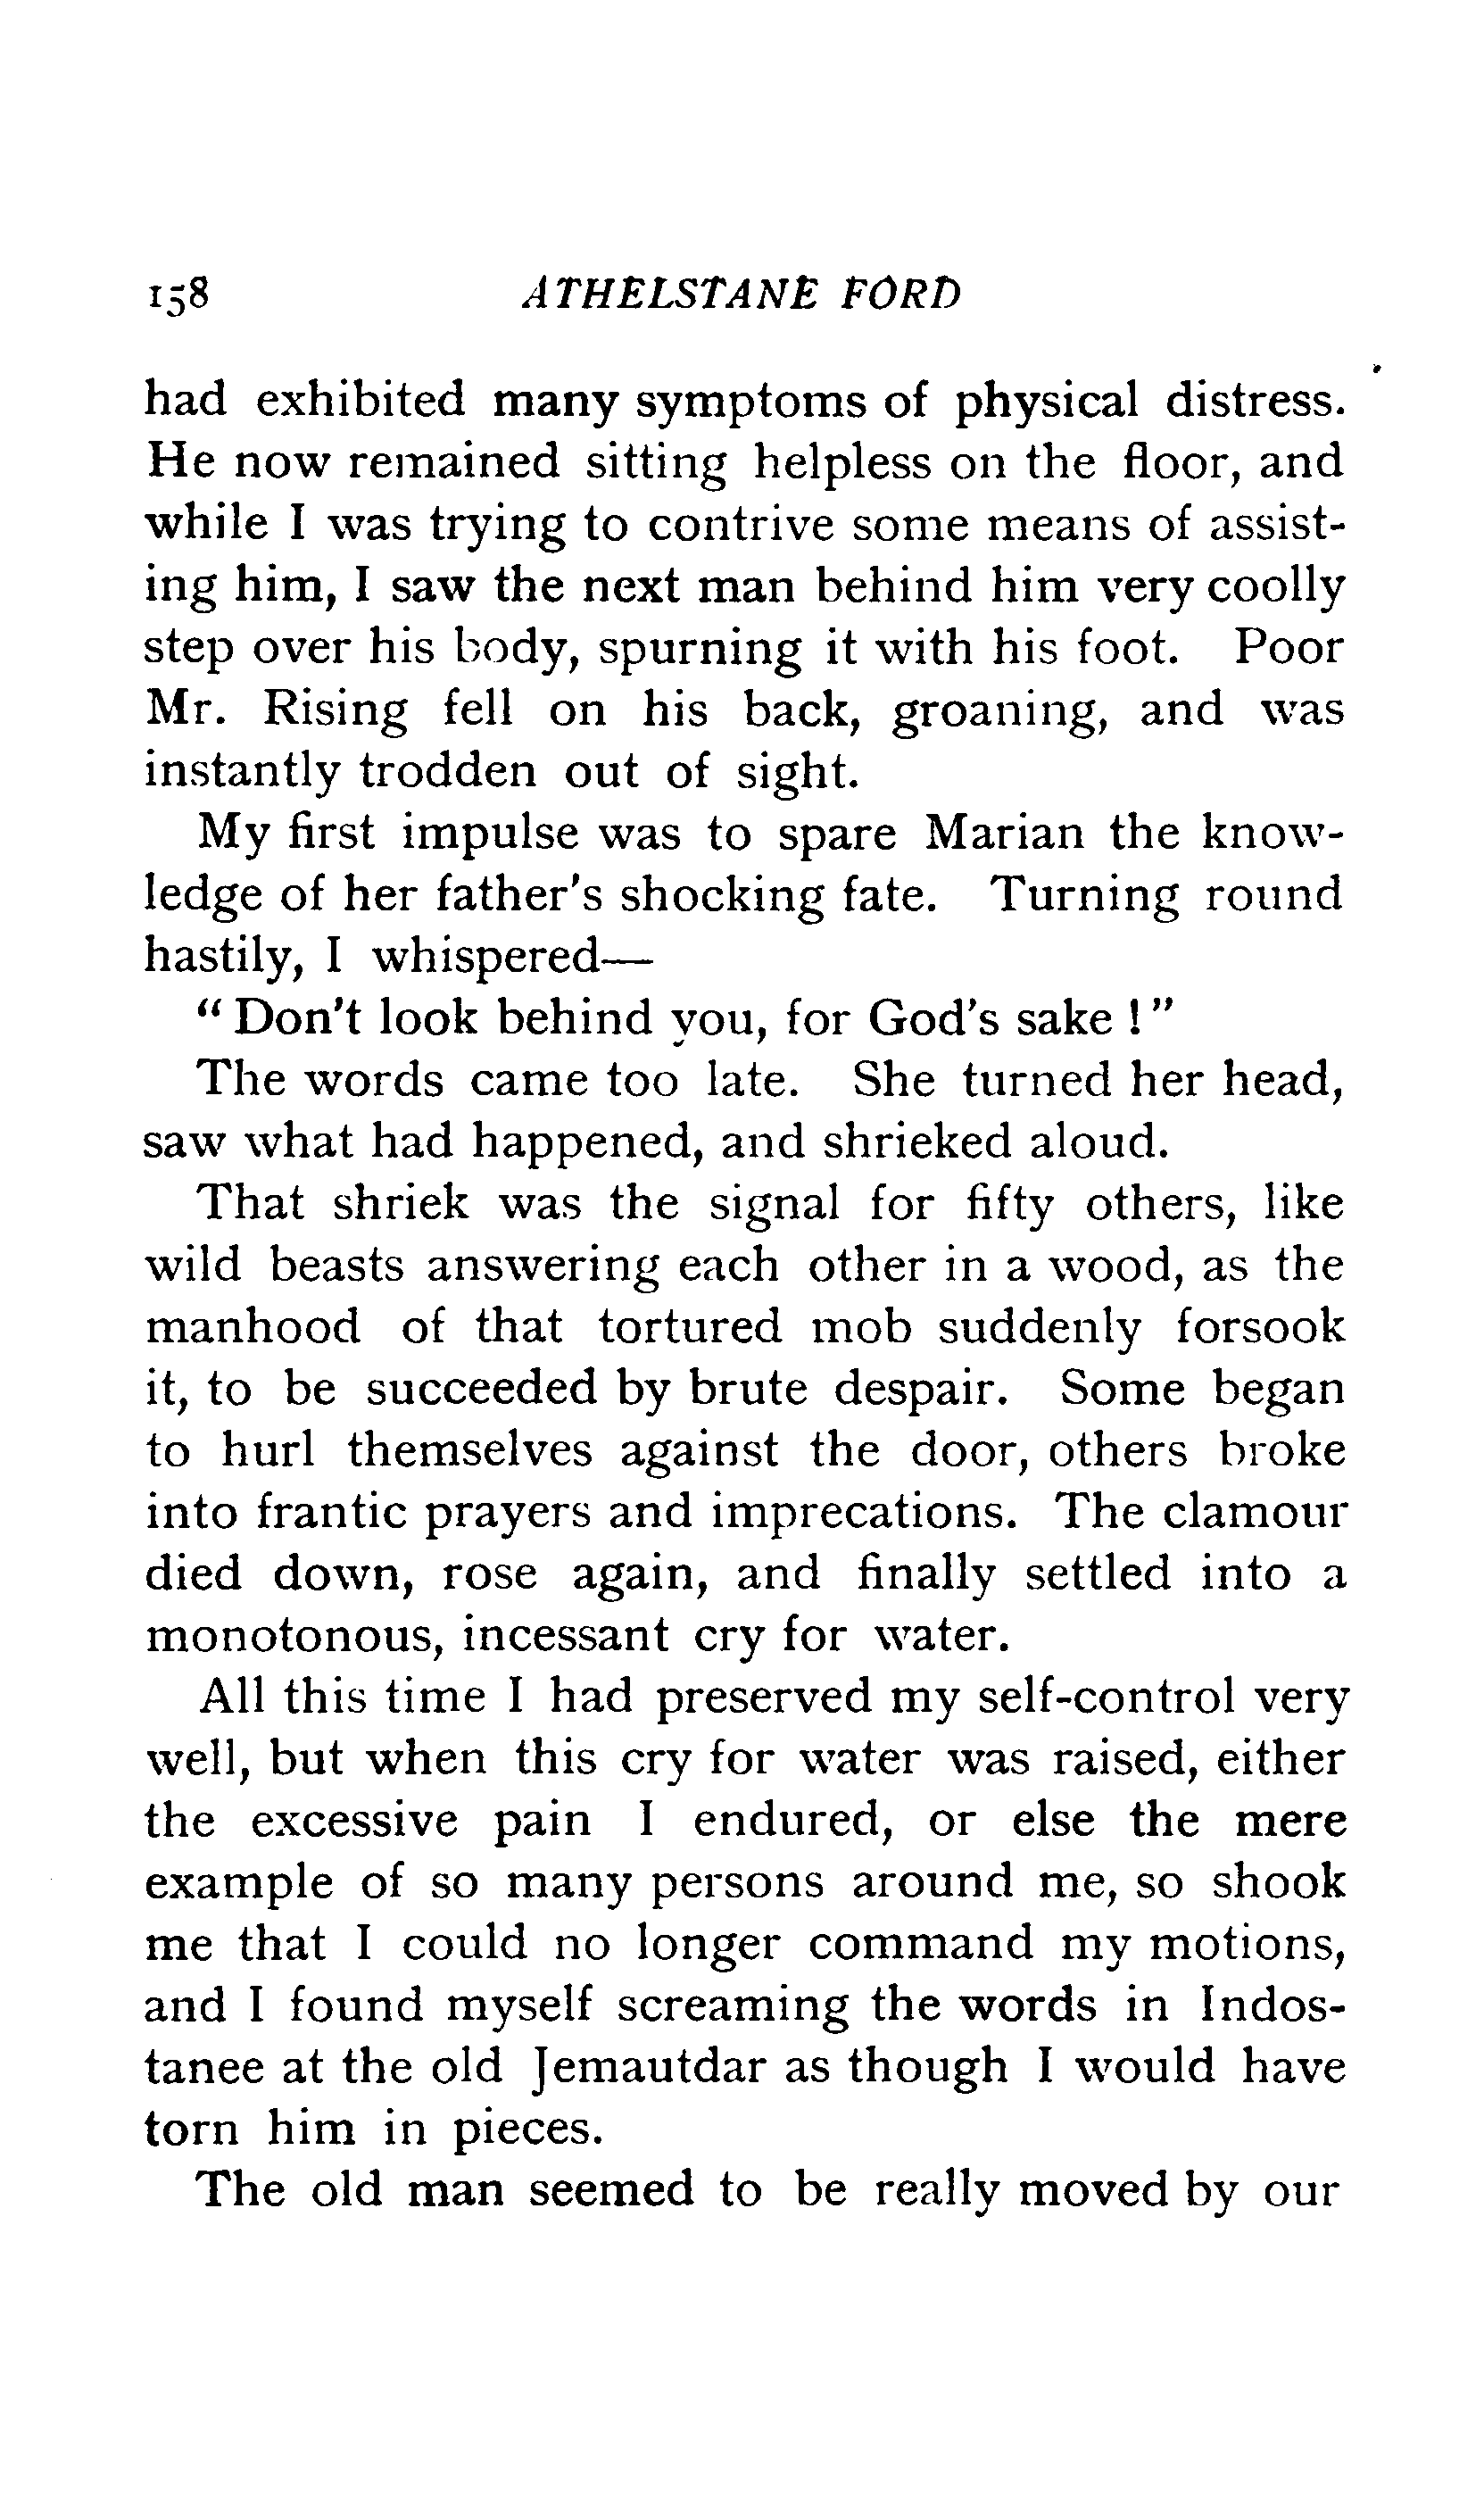 158 ATHELSTANE FORD
had exhibited many symptoms of physical distress.
He now remained sitting helpless on the floor, and
while I was trying to contrive some means of assist-
ing him, I saw the next man behind him very coolly
step over his body, spurning it with his foot. Poor
Mr. Rising fell on his back, groaning, and was
instantly trodden out of sight.
My first impulse was to spare Marian the know-
ledge of her father's shocking fate. Turning round
hastily, I whispered—
“ Don't look behind you, for God's sake ! ”
The words came too late. She turned her head,
saw what had happened, and shrieked aloud.
That shriek was the signal for fifty others, like
wild beasts answering each other in a wood, as the
manhood of that tortured mob suddenly forsook
it, to be succeeded by brute despair. Some began
to hurl themselves against the door, others broke
into frantic prayers and imprecations. The clamour
died down, rose again, and finally settled into a
monotonous, incessant cry for water.
All this time I had preserved my self-control very
well, but when this cry for water was raised, either
the excessive pain I endured, or else the mere
example of so many persons around me, so shook
me that I could no longer command my motions,
and I found myself screaming the words in Indos-
tanee at the old Jemautdar as though I would have
torn him in pieces.
The old man seemed to be really moved by our